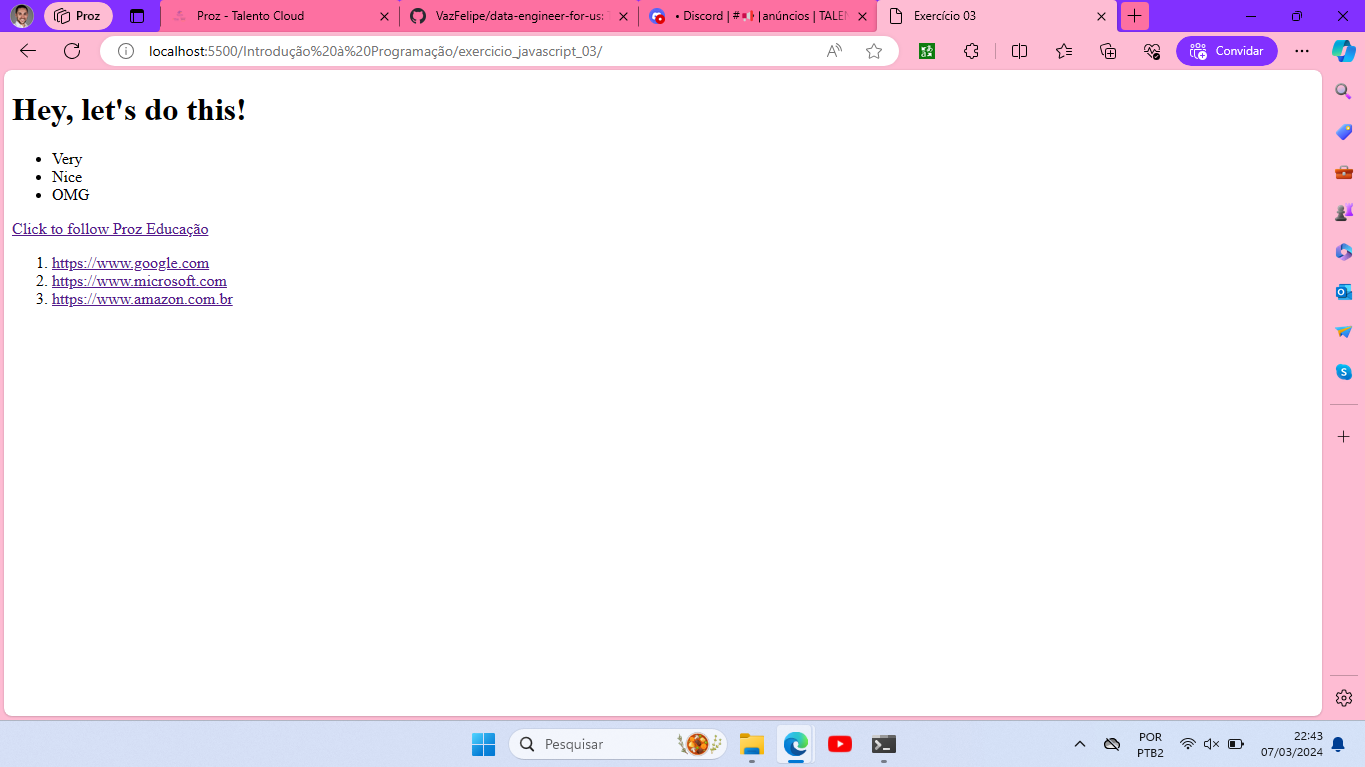 Proz
Proz - Talento Cloud
VazFelipe/data-engineer-for-us:
• Discord | # |anúncios | TALEN
Exercício 03
localhost:5500/Introdução%20à%20Programação/exercicio_javascript_03/
Convidar
Hey, let's do this!
• Very
• Nice
• OMG
Click to follow Proz Educação
1. https://www.google.com
2. https://www.microsoft.com
3. https://www.amazon.com.br
Pesquisar
POR
PTB2
22:43
07/03/2024